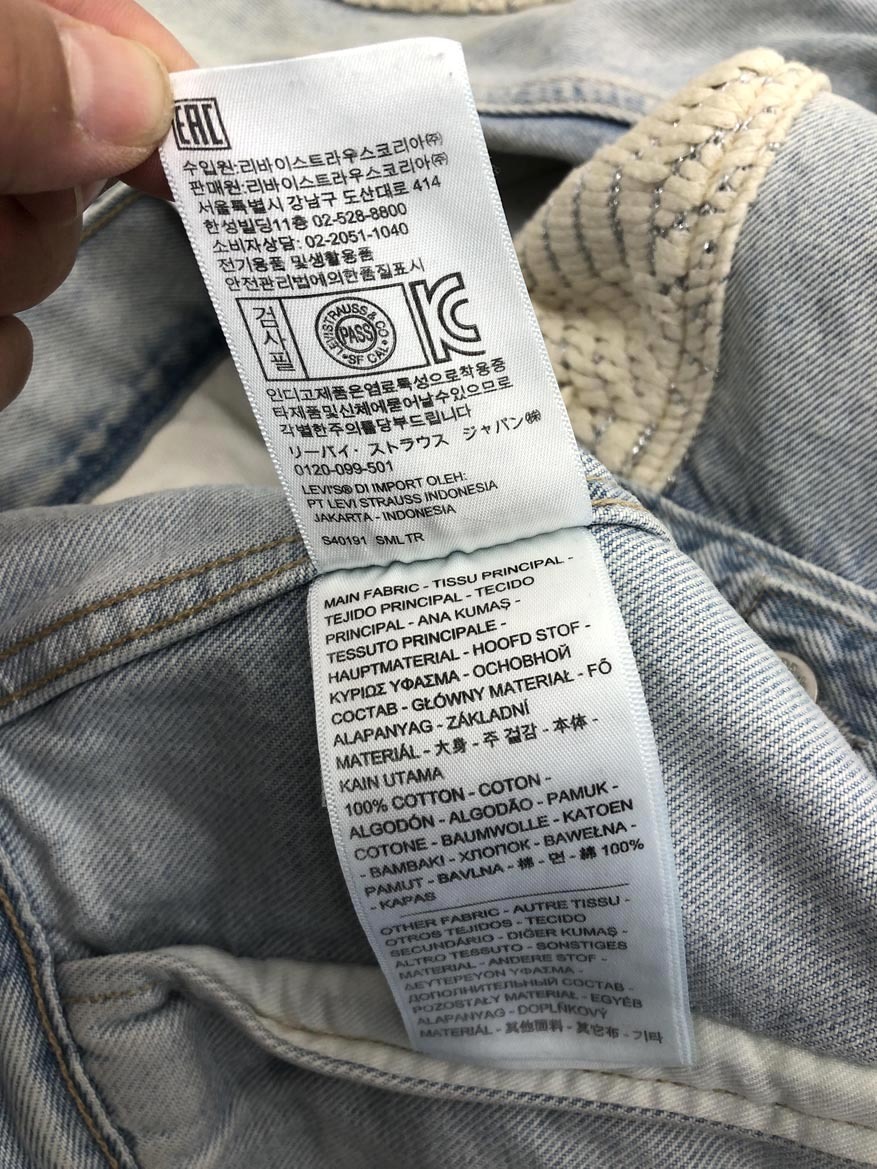 EAC
수입원:리바이스트라우스코리아㈜
판매원:리바이스트라우스코리아㈜
서울특별시 강남구 도산대로 414
한성빌딩11층 02-528-8800
소비자상담: 02-2051-1040
전기용품 및생활용품
안전관리법에의한품질표시
검사필
LEVI STRAUSS & CO
PASS
SF CAL
인디고제품은염료특성으로착용중
타제품및신체에묻어날수있으므로
각별한주의를당부드립니다
リーバイ・ストラウス ジャパン㈱
0120-099-501
LEVI'S® DI IMPORT OLEH:
PT LEVI STRAUSS INDONESIA
JAKARTA - INDONESIA
S40191 SML TR
MAIN FABRIC - TISSU PRINCIPAL -
TEJIDO PRINCIPAL - TECIDO
PRINCIPAL - ANA KUMAŞ -
TESSUTO PRINCIPALE -
HAUPTMATERIAL - HOOFD STOF -
ΚΥΡΙΩΣ ΥΦΑΣΜΑ - ОСНОВНОЙ
СОСТАВ - GŁÓWNY MATERIAŁ - FŐ
ALAPANYAG - ZÁKLADNÍ
MATERIÁL - 大身 - 주 겉감 - 本体 -
KAIN UTAMA
100% COTTON - COTON -
ALGODÓN - ALGODÃO - PAMUK -
COTONE - BAUMWOLLE - KATOEN
- ΒΑΜΒΑΚΙ - ХЛОПОК - BAWEŁNA -
PAMUT - BAVLNA - 棉 - 면 - 綿 100%
- KAPAS
OTHER FABRIC - AUTRE TISSU -
OTROS TEJIDOS - TECIDO
SECUNDÁRIO - DIĞER KUMAŞ -
ALTRO TESSUTO - SONSTIGES
MATERIAL - ANDERE STOF -
ΔΕΥΤΕΡΕΥΟΝ ΥΦΑΣΜΑ -
ДОПОЛНИТЕЛЬНЫЙ СОСТАВ -
POZOSTAŁY MATERIAŁ - EGYÉB
ALAPANYAG - DOPLŇKOVÝ
MATERIÁL - 其他面料 - 其它布 - 기타